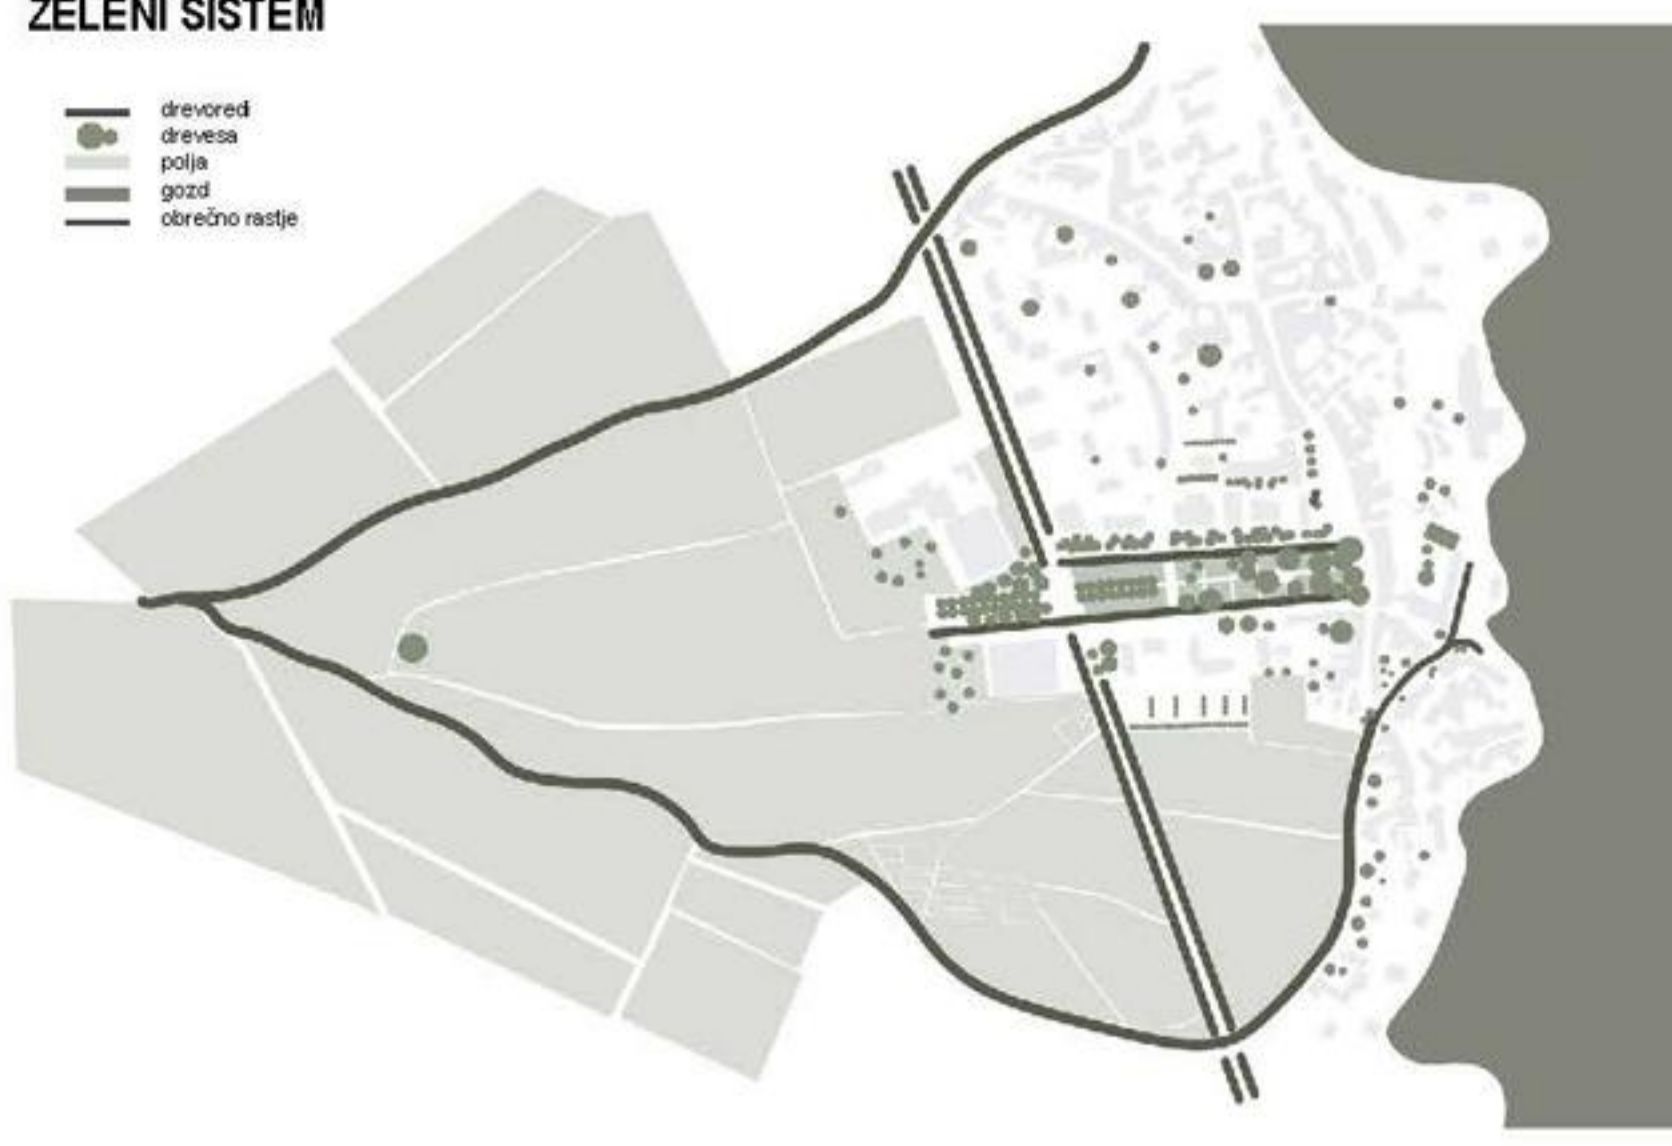 ZELENI SISTEM
drevoredi
drevesa
polja
gozd
obrečno rastje